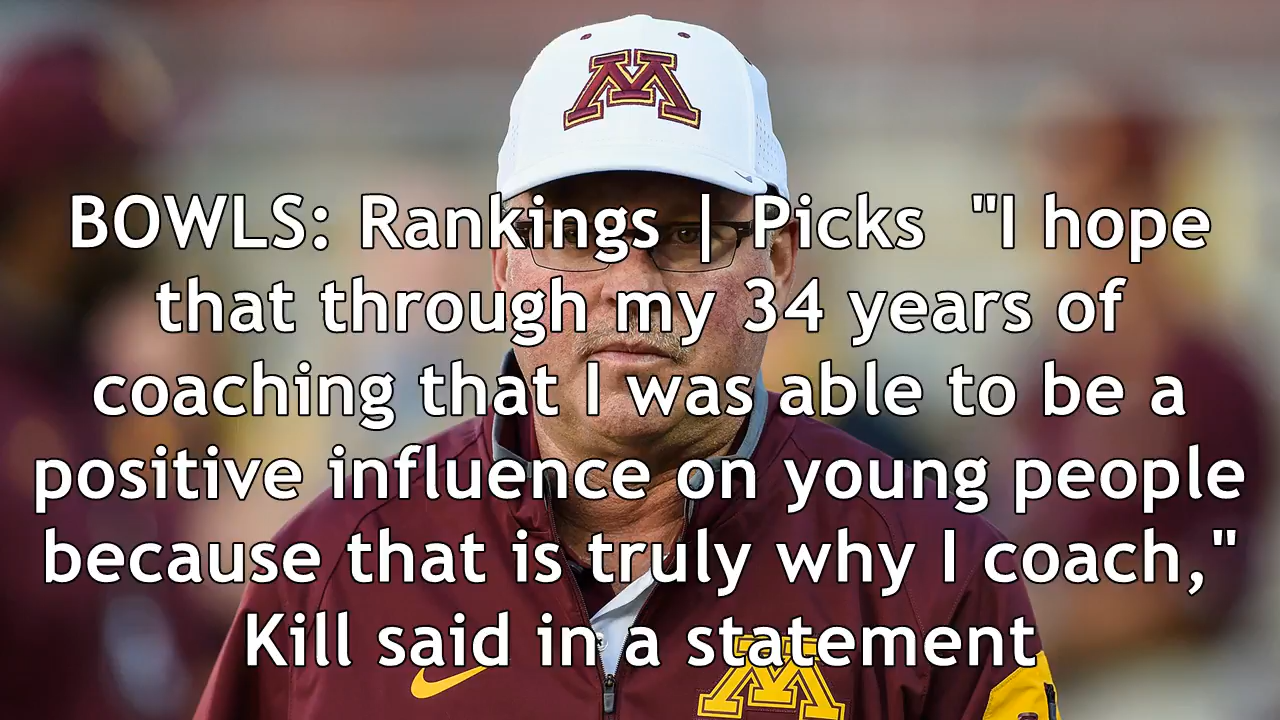 M
BOWLS: Rankings | Picks  "I hope
that through my 34 years of
coaching that I was able to be a
positive influence on young people
because that is truly why I coach,"
Kill said in a statement
M